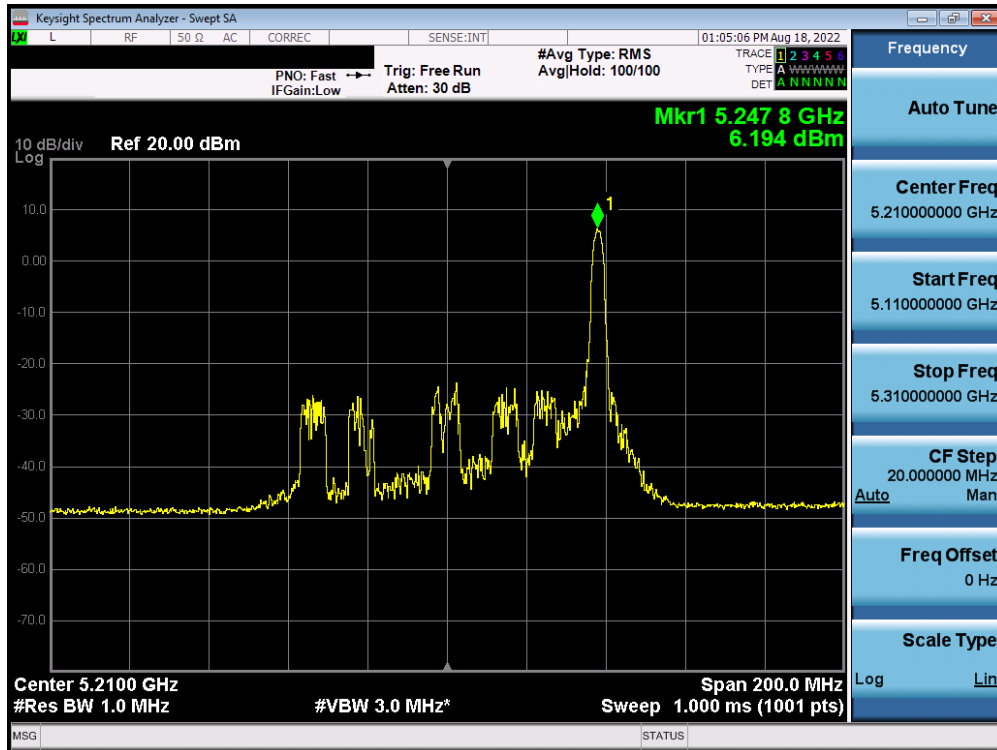 Keysight Spectrum Analyzer - Swept SA
LXI L RF 50 Ω AC CORREC SENSE:INT 01:05:06 PM Aug 18, 2022
PNO: Fast
IFGain:Low
Trig: Free Run
Atten: 30 dB
#Avg Type: RMS
Avg|Hold: 100/100
TRACE 1 2 3 4 5 6
TYPE A WWWWW
DET A N N N N N
Mkr1 5.247 8 GHz
6.194 dBm
10 dB/div Ref 20.00 dBm
Log
1
10.0
0.00
-10.0
-20.0
-30.0
-40.0
-50.0
-60.0
-70.0
Center 5.2100 GHz Span 200.0 MHz
#Res BW 1.0 MHz #VBW 3.0 MHz* Sweep 1.000 ms (1001 pts)
MSG STATUS
Frequency
Auto Tune
Center Freq
5.210000000 GHz
Start Freq
5.110000000 GHz
Stop Freq
5.310000000 GHz
CF Step
20.000000 MHz
Auto Man
Freq Offset
0 Hz
Scale Type
Log Lin